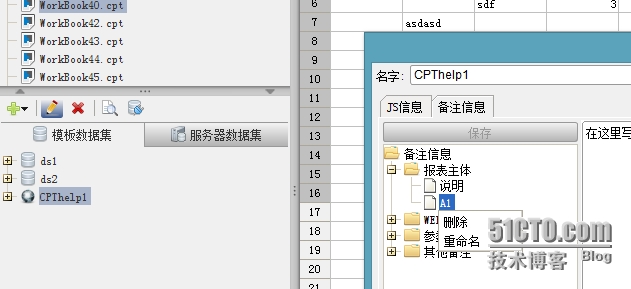 WorkBook40.cpt
WorkBook42.cpt
WorkBook43.cpt
WorkBook44.cpt
WorkBook45.cpt
模板数据集
服务器数据集
ds1
ds2
CPThelp1
6
sdf
3
7
asdasd
8
9
10
11
12
13
14
15
16
17
18
19
20
21
名字:
CPThelp1
JS信息
备注信息
保存
在这里写
备注信息
报表主体
说明
A1
删除
重命名
WE
参数
其他备注
51CTO.com
技术博客
Blog